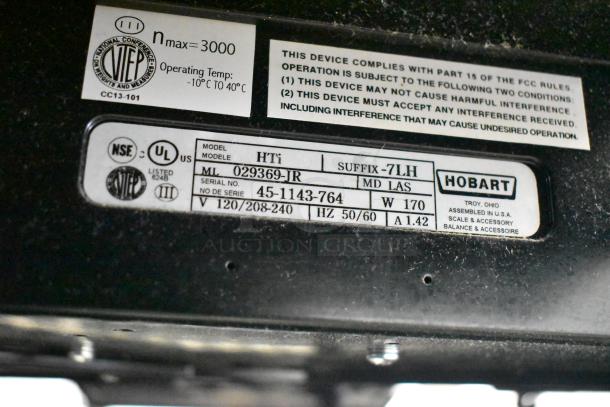 III
n max = 3000
NATIONAL CONFERENCE
NTEP
WEIGHTS AND MEASURES
CC13-101
Operating Temp:
-10°C TO 40°C
THIS DEVICE COMPLIES WITH PART 15 OF THE FCC RULES.
OPERATION IS SUBJECT TO THE FOLLOWING TWO CONDITIONS:
(1) THIS DEVICE MAY NOT CAUSE HARMFUL INTERFERENCE.
(2) THIS DEVICE MUST ACCEPT ANY INTERFERENCE RECEIVED,
INCLUDING INTERFERENCE THAT MAY CAUSE UNDESIRED OPERATION.
NSF
C UL US
LISTED
624B
NTEP
III
MODEL
MODELE HTi SUFFIX -7LH
ML 029369-JR MD LAS
SERIAL NO.
NO DE SERIE 45-1143-764 W 170
V 120/208-240 HZ 50/60 A 1.42
HOBART
TROY, OHIO
ASSEMBLED IN U.S.A.
SCALE & ACCESSORY
BALANCE & ACCESSOIRE
AUCTION GROUP